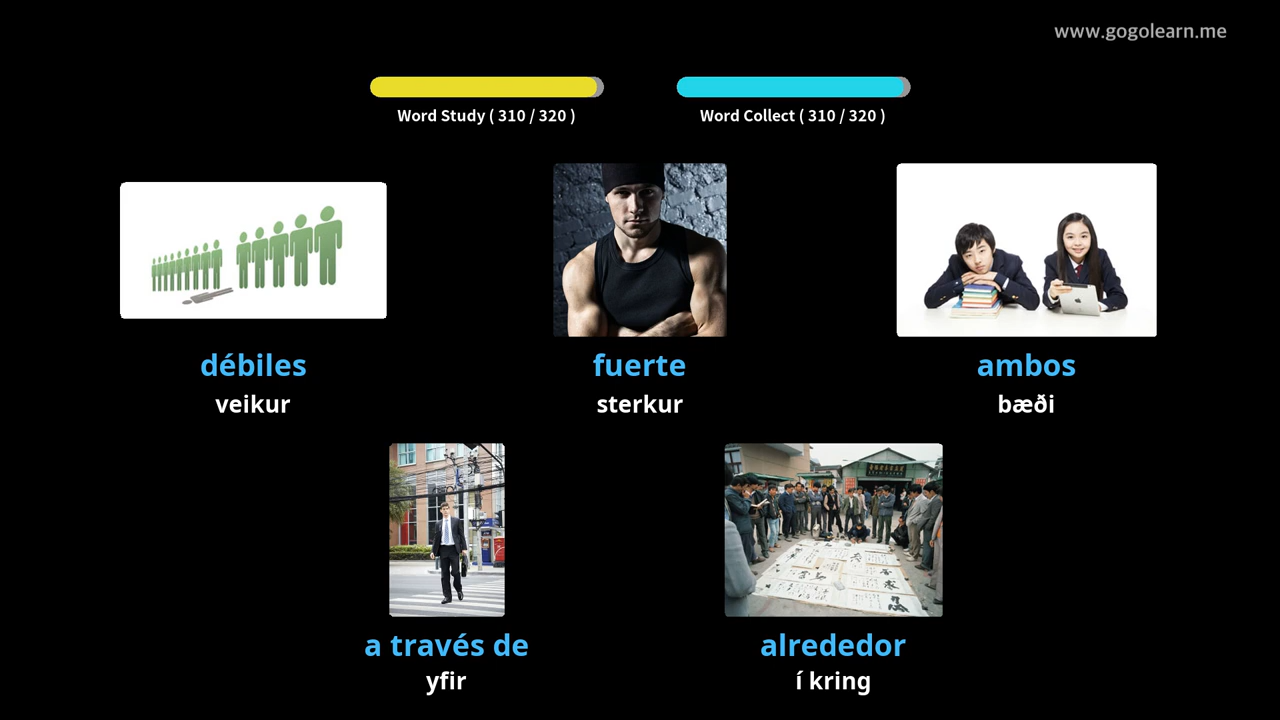 www.gogolearn.me
Word Study ( 310 / 320 )
Word Collect ( 310 / 320 )
débiles
veikur
fuerte
sterkur
ambos
bæði
a través de
yfir
alrededor
í kring